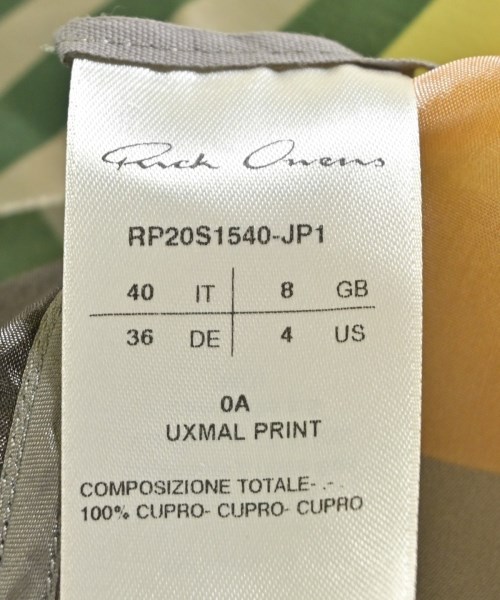 Rick Owens
RP20S1540-JP1
40 IT 8 GB
36 DE 4 US
0A
UXMAL PRINT
COMPOSIZIONE TOTALE- .- .
100% CUPRO- CUPRO- CUPRO